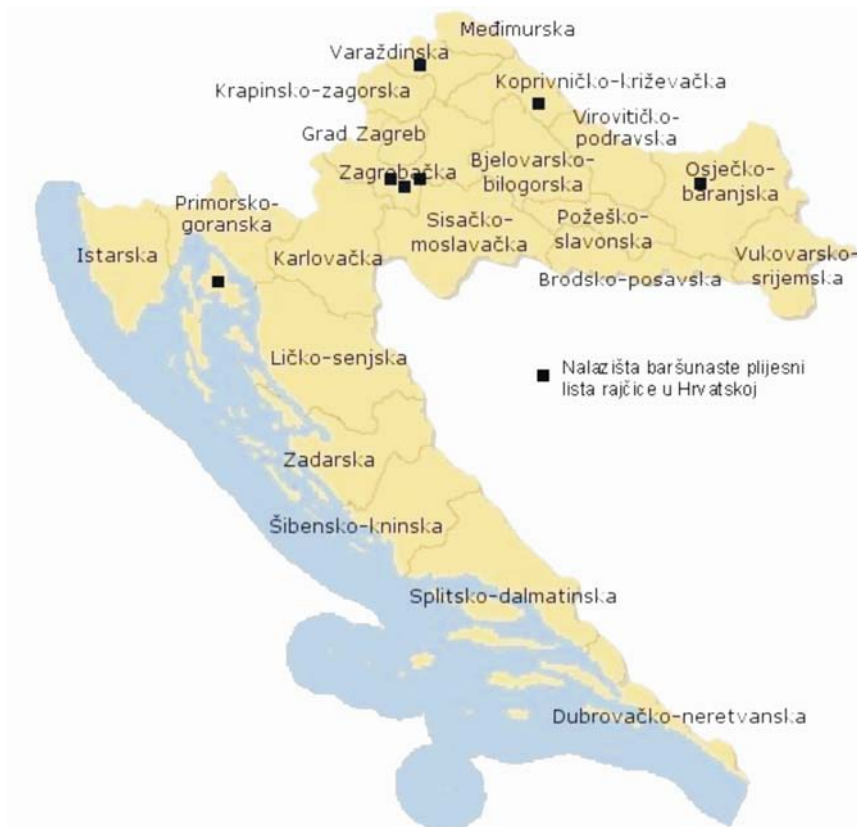 Međimurska
Varaždinska
Krapinsko-zagorska
Koprivničko-križevačka
Grad Zagreb
Virovitičko-
podravska
Zagrebačka
Bjelovarsko-
bilogorska
Osječko-
baranjska
Primorsko-
goranska
Sisačko-
moslavačka
Požeško-
slavonska
Istarska
Karlovačka
Vukovarsko-
srijemska
Brodsko-posavska
Ličko-senjska
Nalazišta baršunaste plijesni
lista rajčice u Hrvatskoj
Zadarska
Šibensko-kninska
Splitsko-dalmatinska
Dubrovačko-neretvanska